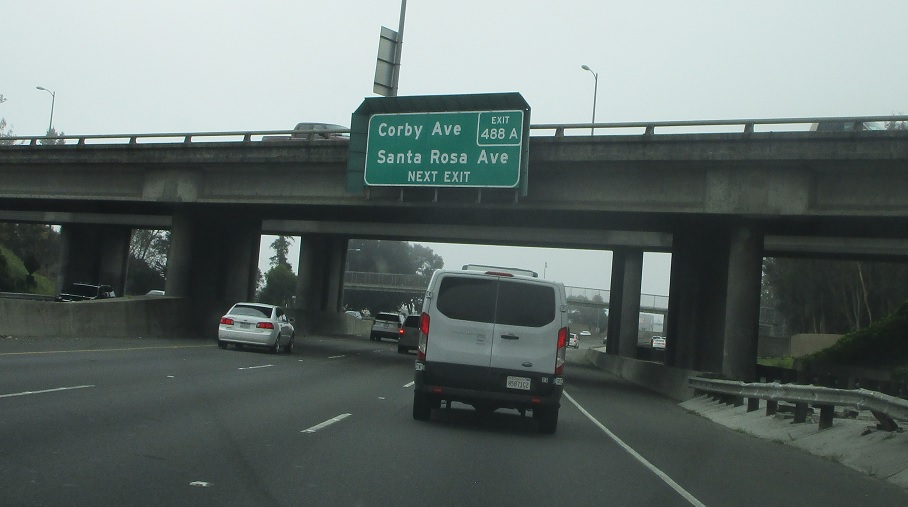 Corby Ave
EXIT
488 A
Santa Rosa Ave
NEXT EXIT